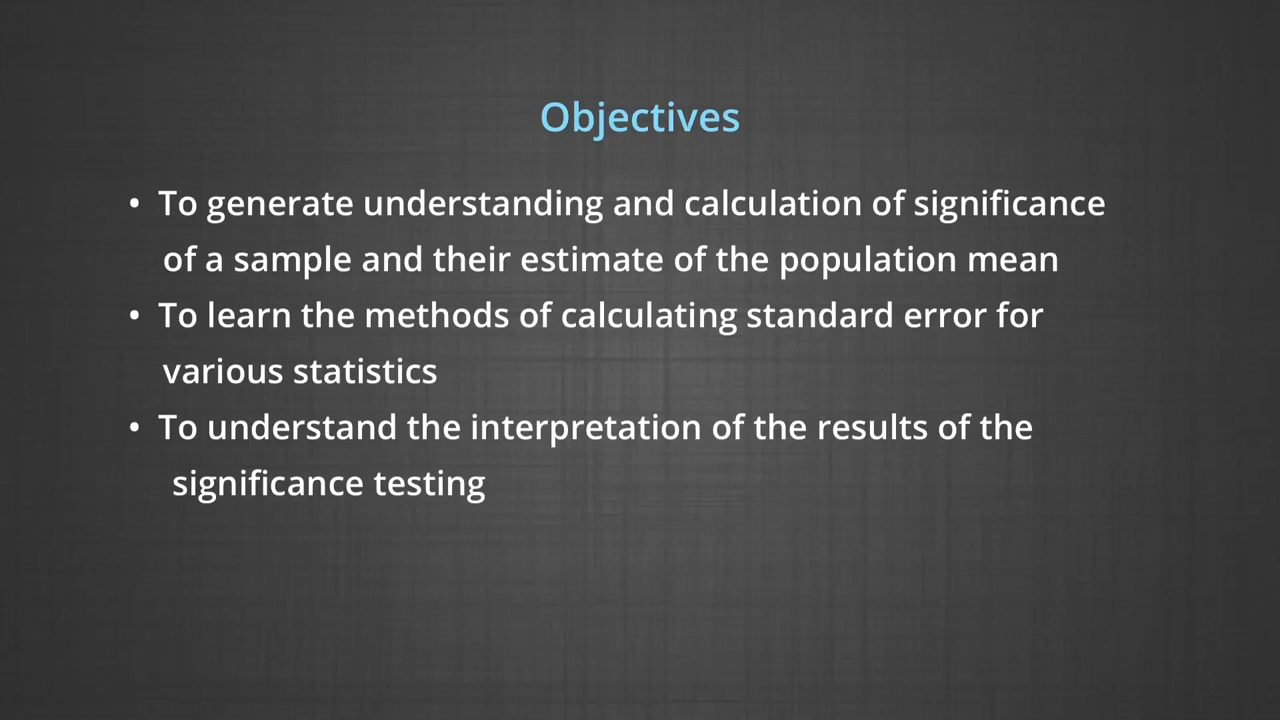 Objectives
• To generate understanding and calculation of significance
of a sample and their estimate of the population mean
• To learn the methods of calculating standard error for
various statistics
• To understand the interpretation of the results of the
significance testing